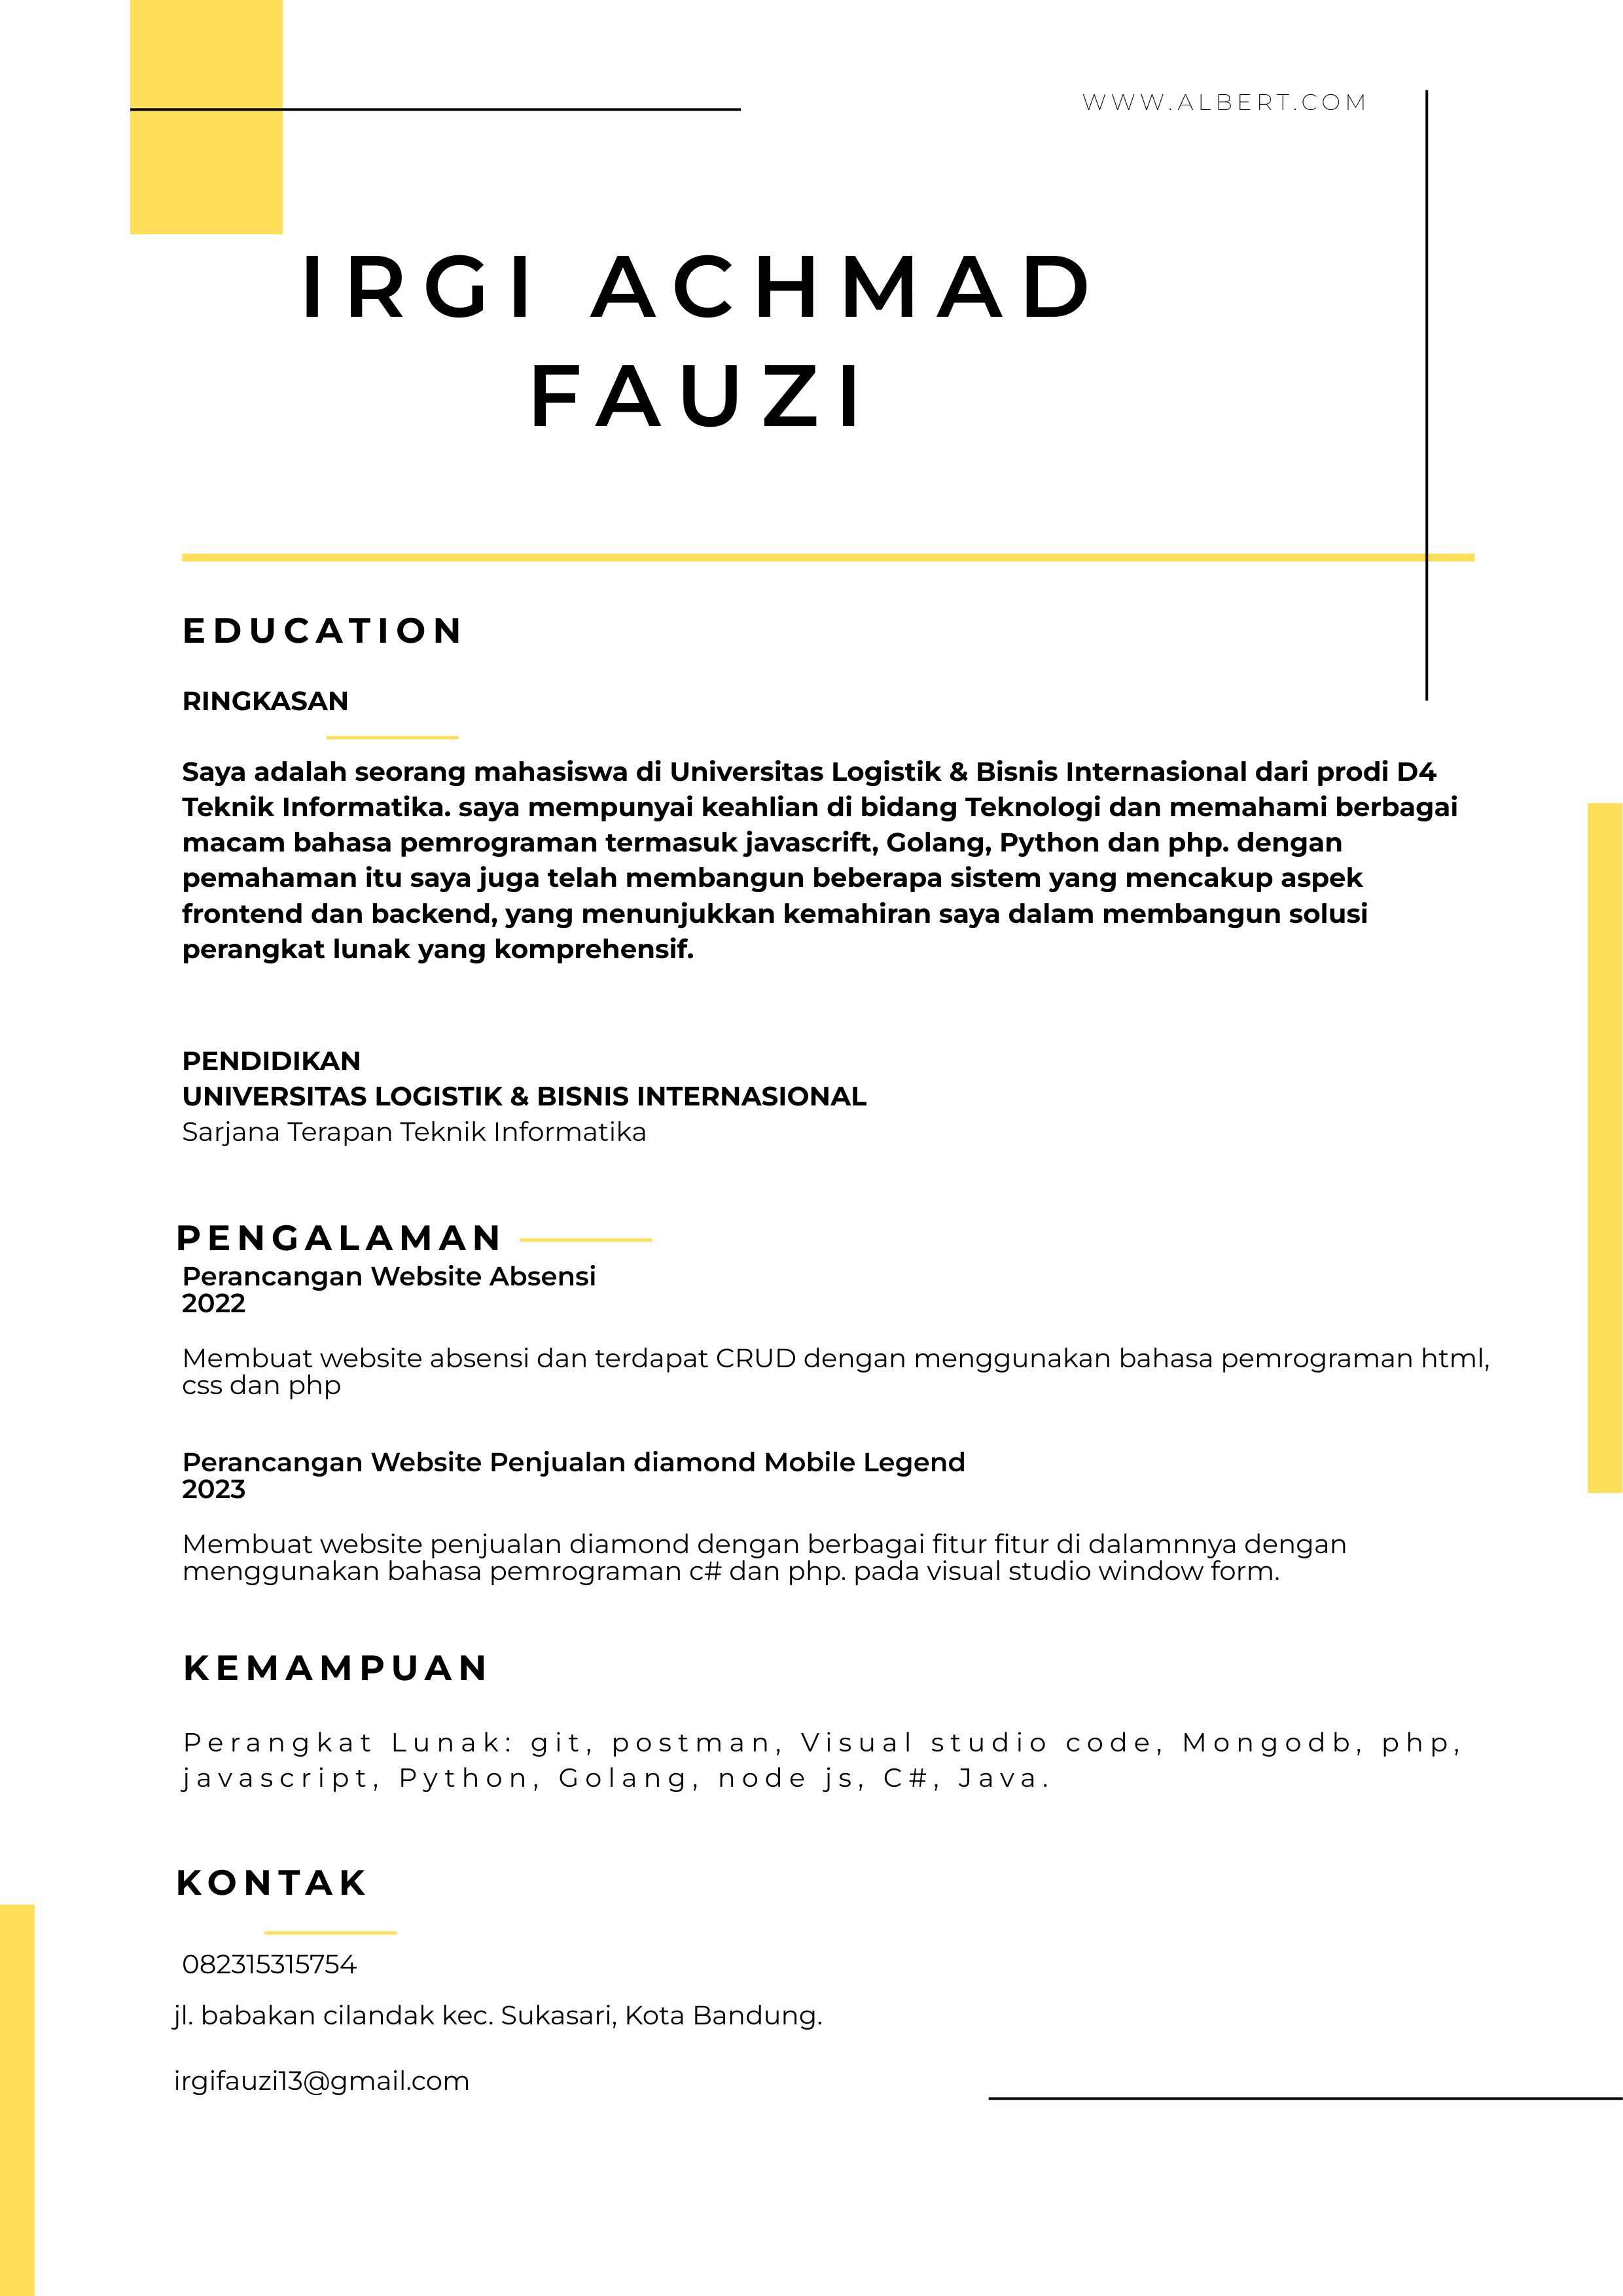 WWW.ALBERT.COM
IRGI ACHMAD
FAUZI
EDUCATION
RINGKASAN
Saya adalah seorang mahasiswa di Universitas Logistik & Bisnis Internasional dari prodi D4
Teknik Informatika. saya mempunyai keahlian di bidang Teknologi dan memahami berbagai
macam bahasa pemrograman termasuk javascrift, Golang, Python dan php. dengan
pemahaman itu saya juga telah membangun beberapa sistem yang mencakup aspek
frontend dan backend, yang menunjukkan kemahiran saya dalam membangun solusi
perangkat lunak yang komprehensif.
PENDIDIKAN
UNIVERSITAS LOGISTIK & BISNIS INTERNASIONAL
Sarjana Terapan Teknik Informatika
PENGALAMAN
Perancangan Website Absensi
2022
Membuat website absensi dan terdapat CRUD dengan menggunakan bahasa pemrograman html,
css dan php
Perancangan Website Penjualan diamond Mobile Legend
2023
Membuat website penjualan diamond dengan berbagai fitur fitur di dalamnnya dengan
menggunakan bahasa pemrograman c# dan php. pada visual studio window form.
KEMAMPUAN
Perangkat Lunak: git, postman, Visual studio code, Mongodb, php,
javascript, Python, Golang, node js, C#, Java.
KONTAK
082315315754
jl. babakan cilandak kec. Sukasari, Kota Bandung.
irgifauzi13@gmail.com